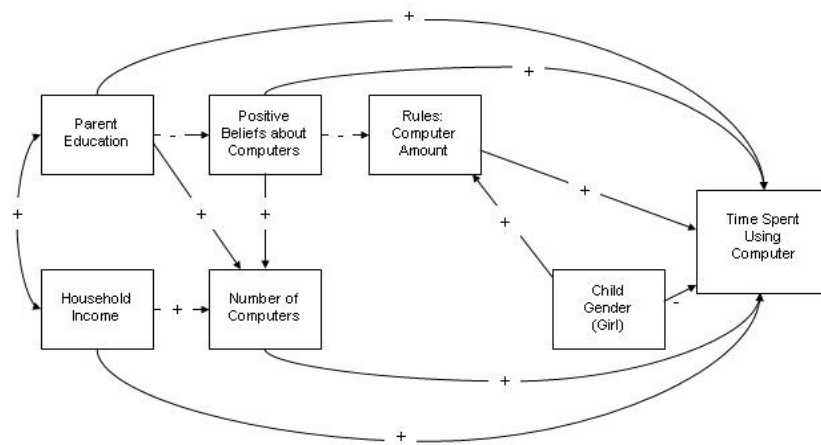 +
+
Parent
Education
-
Positive
Beliefs about
Computers
-
Rules:
Computer
Amount
+
+
+
+
+
Time Spent
Using
Computer
Household
Income
+
Number of
Computers
Child
Gender
(Girl)
-
+
+